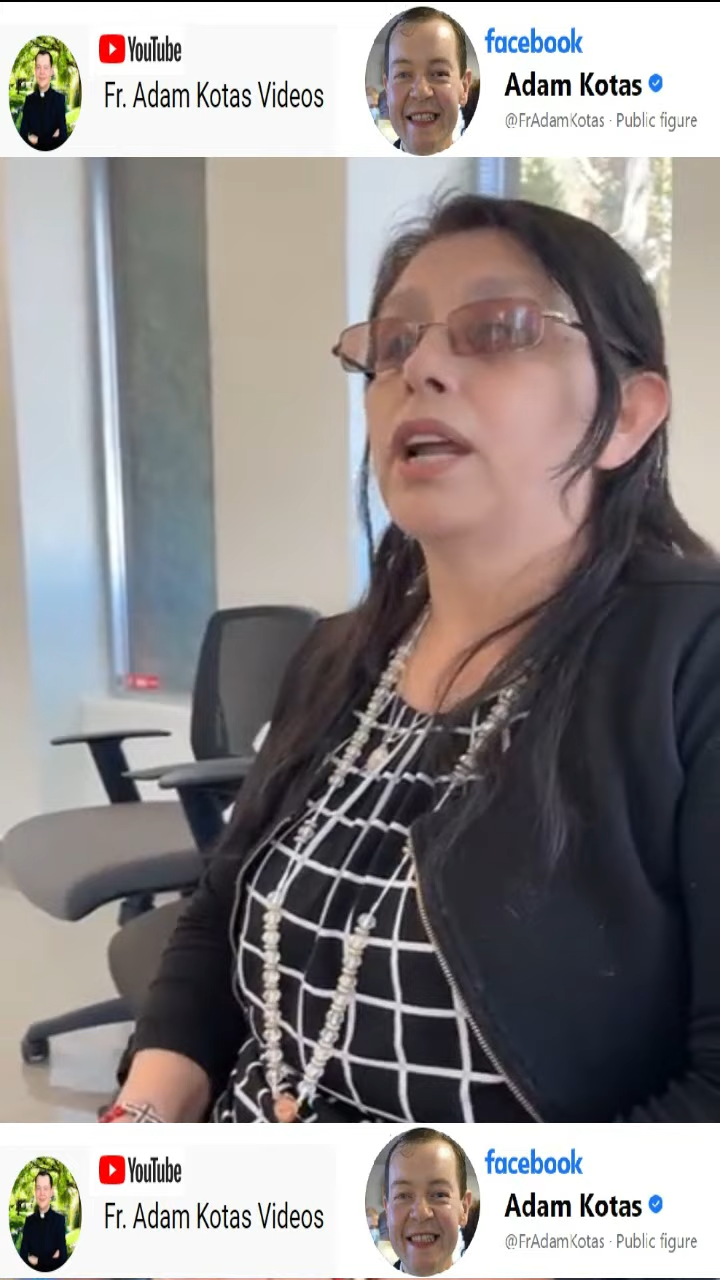 YouTube
Fr. Adam Kotas Videos
facebook
Adam Kotas
@FrAdamKotas · Public figure
YouTube
Fr. Adam Kotas Videos
facebook
Adam Kotas
@FrAdamKotas · Public figure